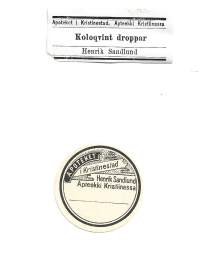 Apoteket i Kristinestad. Apteekki Kristiinassa
Koloqvint droppar
Henrik Sandlund
APOTEKET
i Kristinestad
Henrik Sandlund
Apteekki Kristiinassa